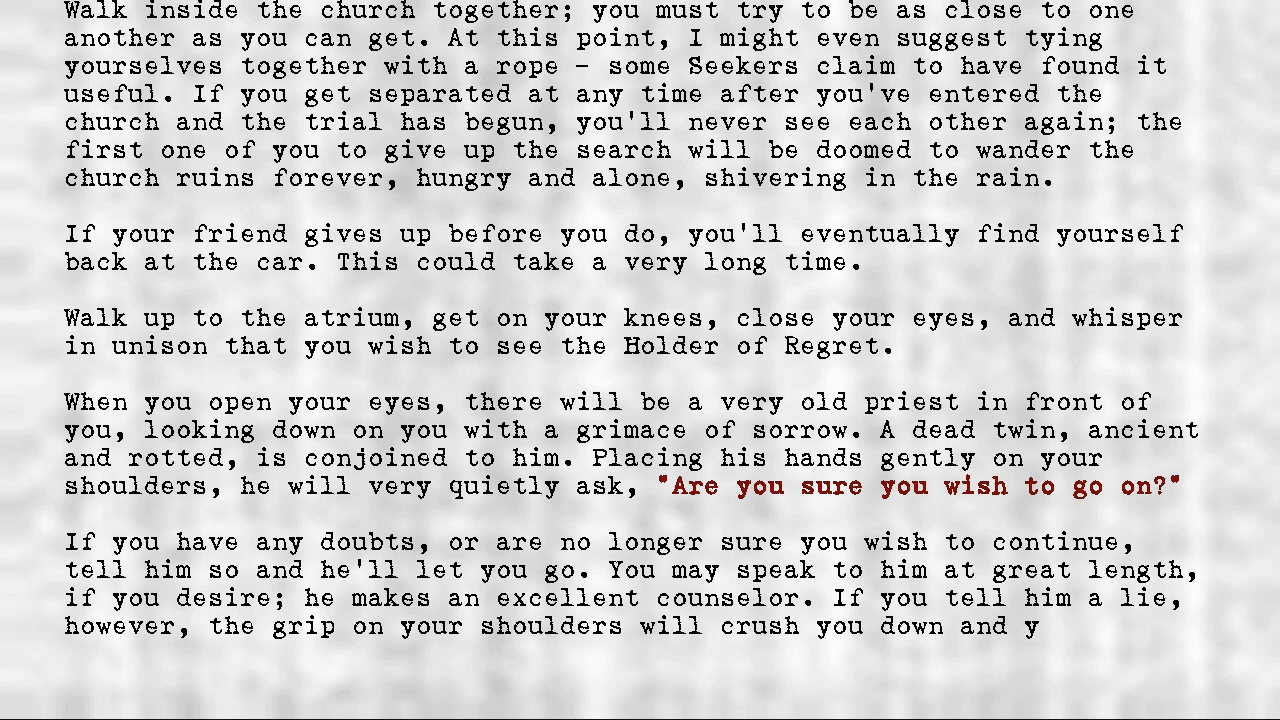 Walk inside the church together; you must try to be as close to one
another as you can get. At this point, I might even suggest tying
yourselves together with a rope - some Seekers claim to have found it
useful. If you get separated at any time after you've entered the
church and the trial has begun, you'll never see each other again; the
first one of you to give up the search will be doomed to wander the
church ruins forever, hungry and alone, shivering in the rain.
If your friend gives up before you do, you'll eventually find yourself
back at the car. This could take a very long time.
Walk up to the atrium, get on your knees, close your eyes, and whisper
in unison that you wish to see the Holder of Regret.
When you open your eyes, there will be a very old priest in front of
you, looking down on you with a grimace of sorrow. A dead twin, ancient
and rotted, is conjoined to him. Placing his hands gently on your
shoulders, he will very quietly ask, "Are you sure you wish to go on?"
If you have any doubts, or are no longer sure you wish to continue,
tell him so and he'll let you go. You may speak to him at great length,
if you desire; he makes an excellent counselor. If you tell him a lie,
however, the grip on your shoulders will crush you down and y